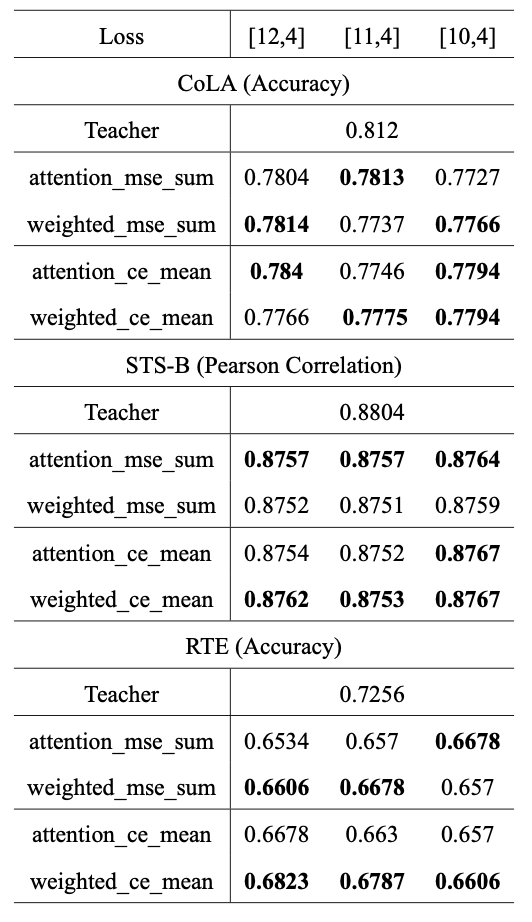 Loss [12,4] [11,4] [10,4]
CoLA (Accuracy)
Teacher 0.812
attention_mse_sum 0.7804 0.7813 0.7727
weighted_mse_sum 0.7814 0.7737 0.7766
attention_ce_mean 0.784 0.7746 0.7794
weighted_ce_mean 0.7766 0.7775 0.7794
STS-B (Pearson Correlation)
Teacher 0.8804
attention_mse_sum 0.8757 0.8757 0.8764
weighted_mse_sum 0.8752 0.8751 0.8759
attention_ce_mean 0.8754 0.8752 0.8767
weighted_ce_mean 0.8762 0.8753 0.8767
RTE (Accuracy)
Teacher 0.7256
attention_mse_sum 0.6534 0.657 0.6678
weighted_mse_sum 0.6606 0.6678 0.657
attention_ce_mean 0.6678 0.663 0.657
weighted_ce_mean 0.6823 0.6787 0.6606